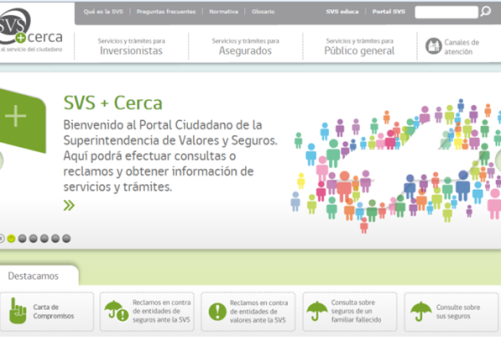 Qué es la SVS | Preguntas Frecuentes | Normativa | Glosario
SVS educa | Portal SVS
SVS
+cerca
al servicio del ciudadano
Servicios y trámites para
Inversionistas
Servicios y trámites para
Asegurados
Servicios y trámites para
Público general
Canales de
atención
SVS + Cerca
Bienvenido al Portal Ciudadano de la
Superintendencia de Valores y Seguros.
Aquí podrá efectuar consultas o
reclamos y obtener información de
servicios y trámites.
Destacamos
Carta de
Compromisos
Reclamos en contra
de entidades de
seguros ante la SVS
Reclamos en contra
de entidades de
valores ante la SVS
Consulta sobre
seguros de un
familiar fallecido
Consulte sobre
sus seguros